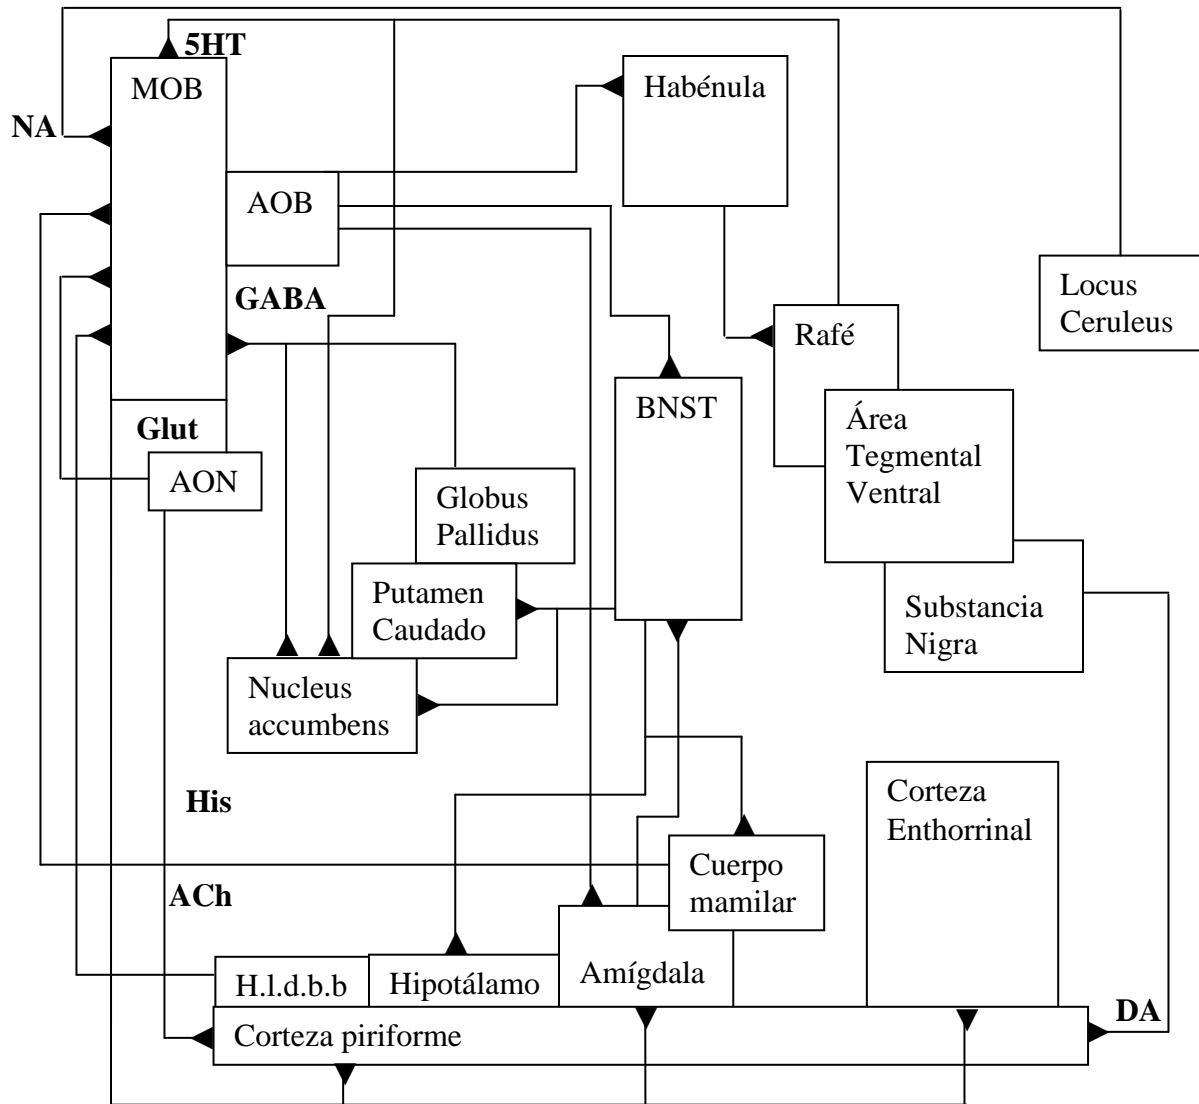 5HT
MOB
Habénula
NA
AOB
GABA
Locus
Ceruleus
Rafé
BNST
Área
Tegmental
Ventral
Glut
AON
Globus
Pallidus
Putamen
Caudado
Substancia
Nigra
Nucleus
accumbens
His
Corteza
Enthorrinal
Cuerpo
mamilar
ACh
H.l.d.b.b
Hipotálamo
Amígdala
DA
Corteza piriforme